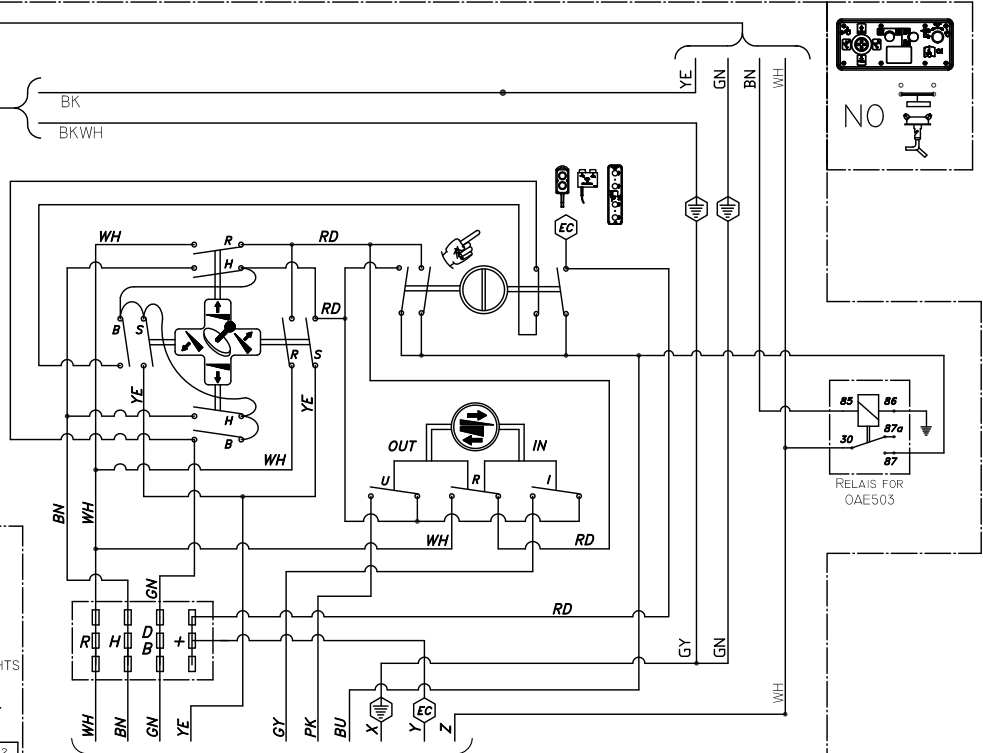 YE
GN
BN
WH
BK
BKWH
NO
EC
WH
R
RD
H
RD
B
S
R
S
YE
YE
H
B
WH
85
86
87a
30
87
RELAIS FOR
OAE503
OUT
IN
U
R
I
BN
WH
WH
RD
GN
RD
R
H
D
B
+
GY
GN
HTS
WH
WH
BN
GN
YE
GY
PK
BU
X
Y
EC
Z